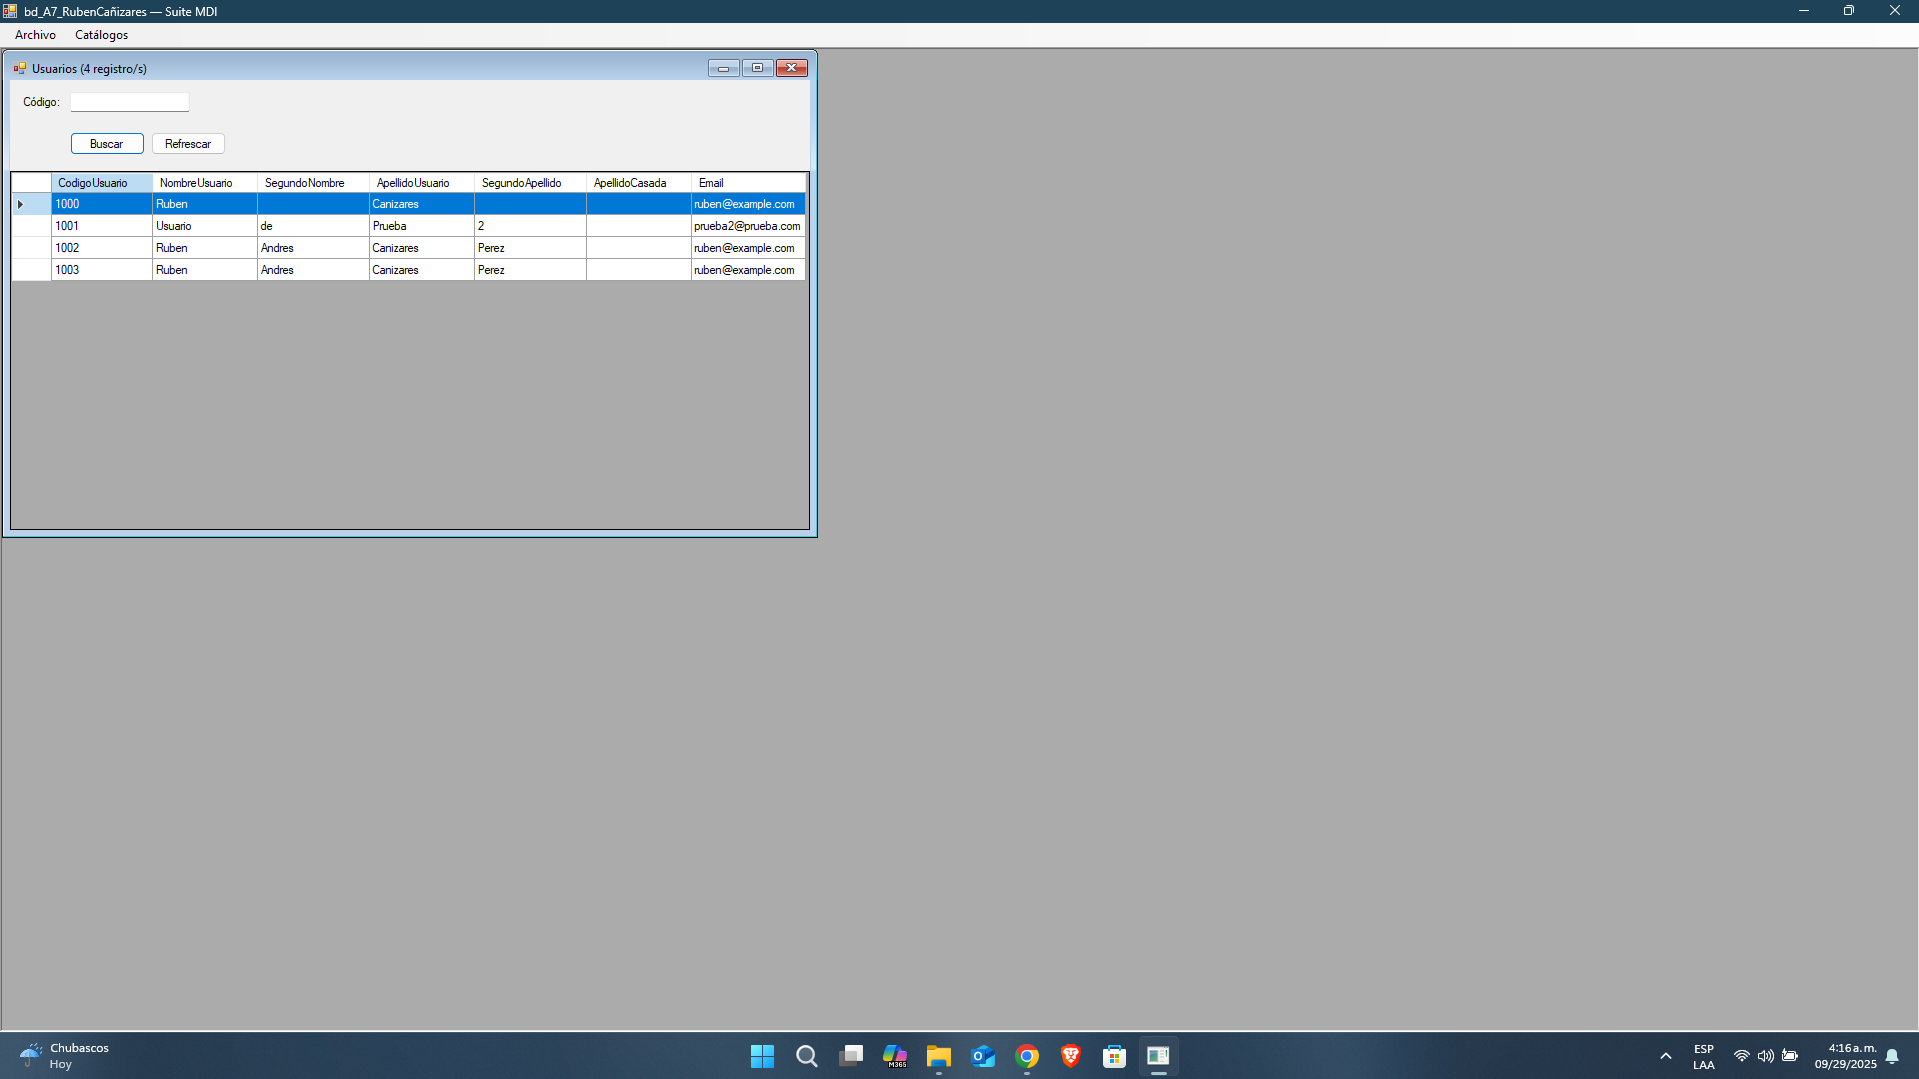 bd_A7_RubenCañizares — Suite MDI
Archivo Catálogos
Usuarios (4 registro/s)
Código:
Buscar Refrescar
CodigoUsuario NombreUsuario SegundoNombre ApellidoUsuario SegundoApellido ApellidoCasada Email
1000 Ruben Canizares ruben@example.com
1001 Usuario de Prueba 2 prueba2@prueba.com
1002 Ruben Andres Canizares Perez ruben@example.com
1003 Ruben Andres Canizares Perez ruben@example.com
Chubascos
Hoy
M365
ESP
LAA
4:16 a. m.
09/29/2025